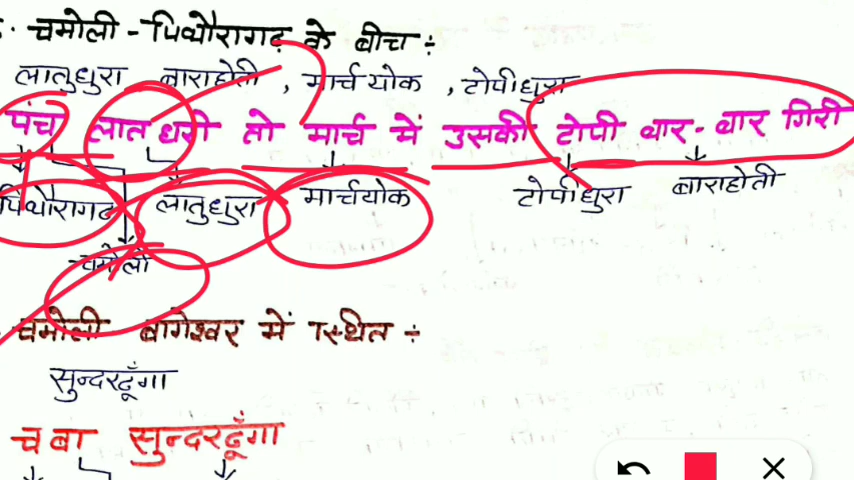 चमोली - पिथौरागढ़ के बीच ÷
लातुधुरा बाराहोती , मार्चयोक , टोपीधुरा
पंच लात धरी तो मार्च में उसकी टोपी बार-बार गिरी
पिथौरागढ़ लातुधुरा मार्चयोक टोपीधुरा बाराहोती
चमोली
चमोली बागेश्वर में स्थित ÷
सुन्दरढूँगा
चबा सुन्दरढूँगा